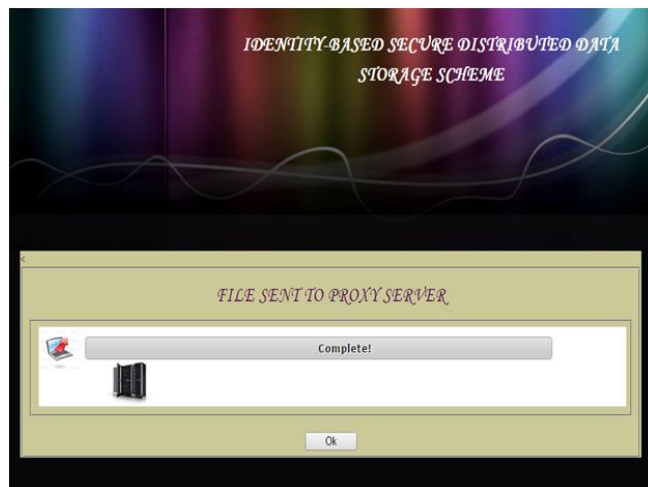 IDENTITY-BASED SECURE DISTRIBUTED DATA
STORAGE SCHEME
<
FILE SENT TO PROXY SERVER
Complete!
Ok